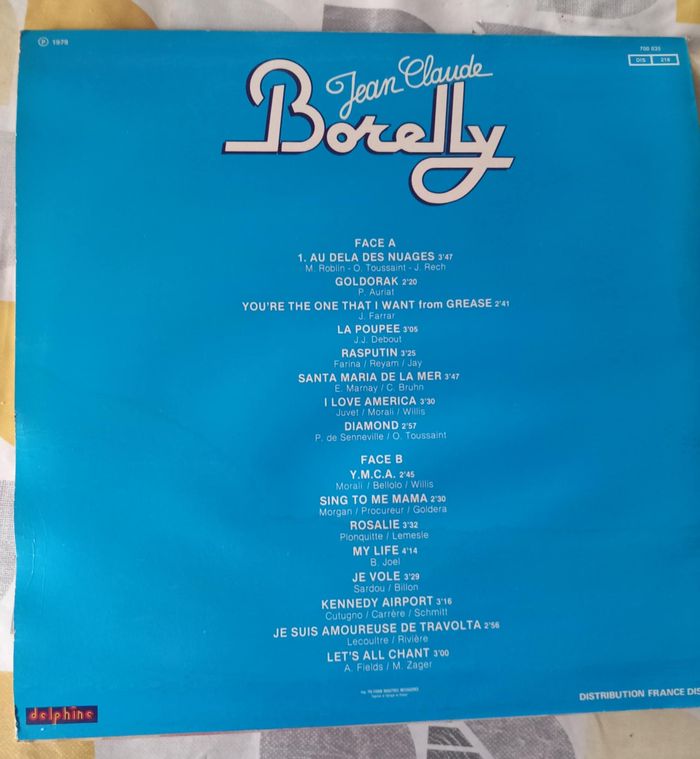 ℗ 1979
700 035
DIS 218
Jean Claude
Borelly
FACE A
1. AU DELA DES NUAGES 3'47
M. Roblin - O. Toussaint - J. Rech
GOLDORAK 2'20
P. Auriat
YOU'RE THE ONE THAT I WANT from GREASE 2'41
J. Farrar
LA POUPEE 3'05
J.J. Debout
RASPUTIN 3'25
Farina / Reyam / Jay
SANTA MARIA DE LA MER 3'47
E. Marnay / C. Bruhn
I LOVE AMERICA 3'30
Juvet / Morali / Willis
DIAMOND 2'57
P. de Senneville / O. Toussaint
FACE B
Y.M.C.A. 2'45
Morali / Bellolo / Willis
SING TO ME MAMA 2'30
Morgan / Procureur / Goldera
ROSALIE 3'32
Plonquitte / Lemesle
MY LIFE 4'14
B. Joel
JE VOLE 3'29
Sardou / Billon
KENNEDY AIRPORT 3'16
Cutugno / Carrère / Schmitt
JE SUIS AMOUREUSE DE TRAVOLTA 2'56
Lecoultre / Rivière
LET'S ALL CHANT 3'00
A. Fields / M. Zager
delphine
DISTRIBUTION FRANCE DIS